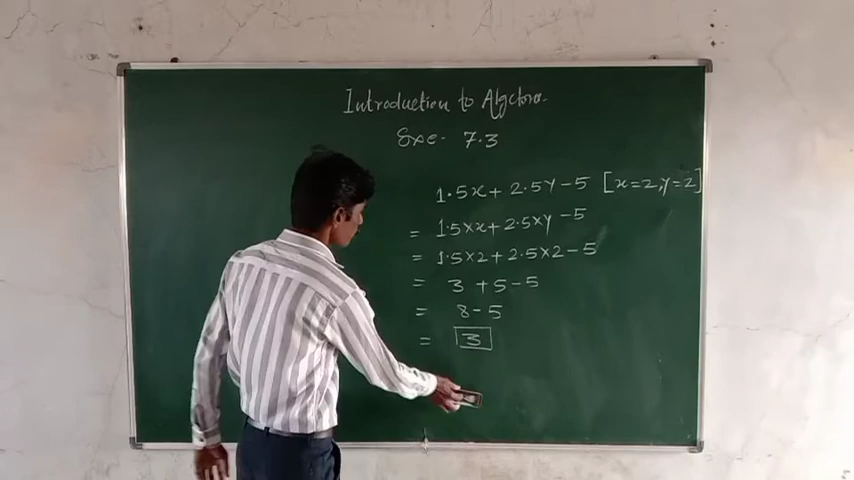 Introduction to Algebra.
Exe. 7.3
1.5x + 2.5y - 5 [x=2, y=2]
= 1.5×x + 2.5×y - 5
= 1.5×2 + 2.5×2 - 5
= 3 + 5 - 5
= 8 - 5
= 3